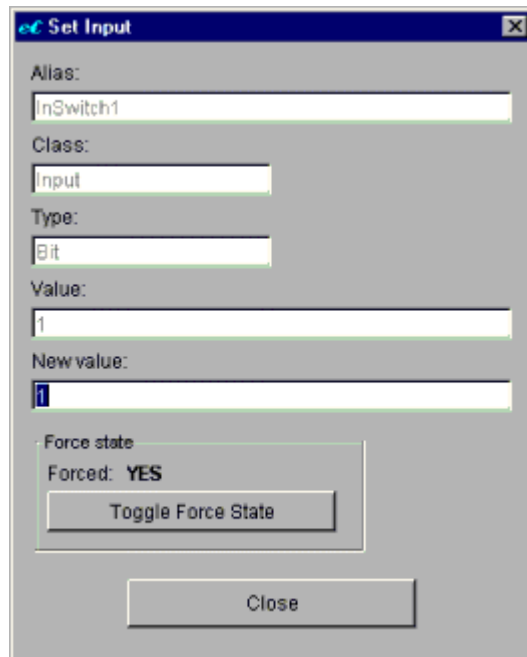 eC Set Input
Alias:
InSwitch1
Class:
Input
Type:
Bit
Value:
1
New value:
1
Force state
Forced: YES
Toggle Force State
Close